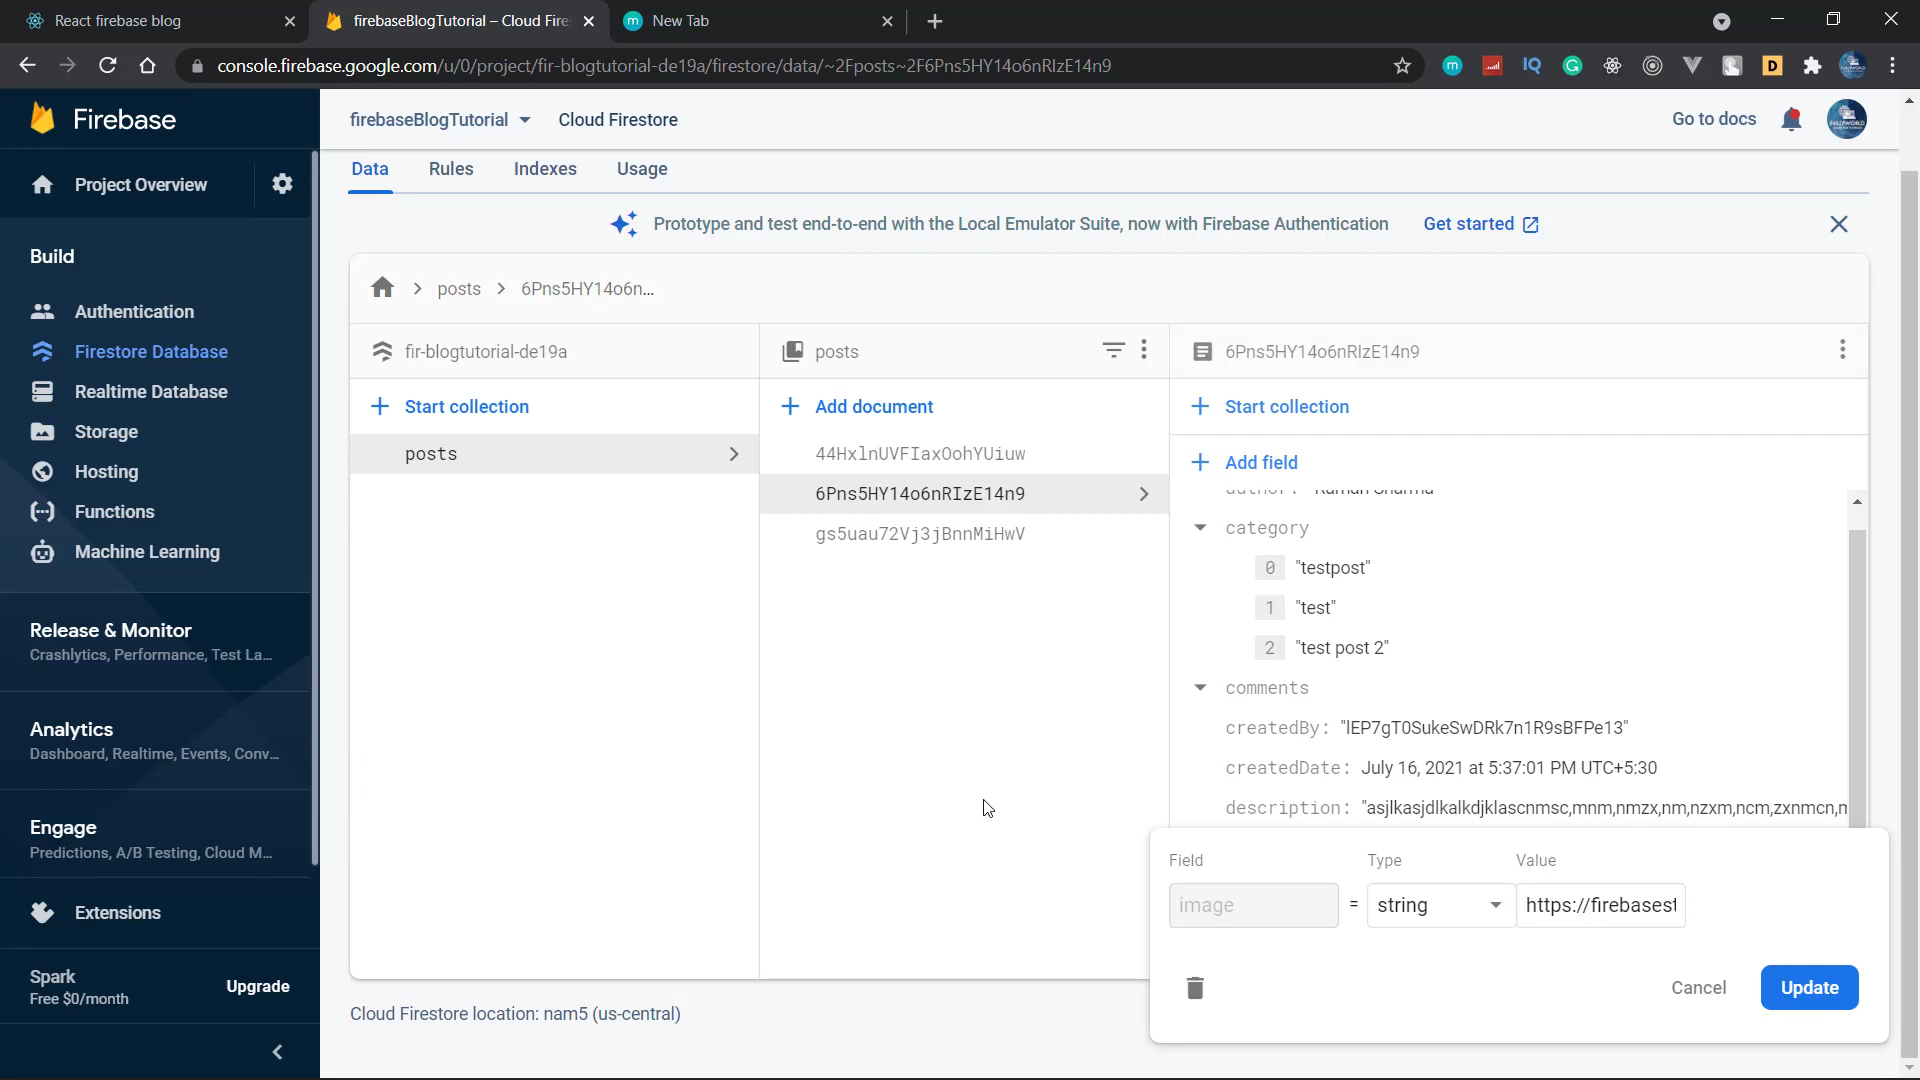 React firebase blog
firebaseBlogTutorial – Cloud Fire
New Tab
console.firebase.google.com/u/0/project/fir-blogtutorial-de19a/firestore/data/~2Fposts~2F6Pns5HY14o6nRIzE14n9
Firebase
firebaseBlogTutorial
Cloud Firestore
Go to docs
Project Overview
Data
Rules
Indexes
Usage
Prototype and test end-to-end with the Local Emulator Suite, now with Firebase Authentication
Get started
Build
Authentication
Firestore Database
Realtime Database
Storage
Hosting
Functions
Machine Learning
Release & Monitor
Crashlytics, Performance, Test La...
Analytics
Dashboard, Realtime, Events, Conv...
Engage
Predictions, A/B Testing, Cloud M...
Extensions
Spark
Free $0/month
Upgrade
posts
6Pns5HY14o6n...
fir-blogtutorial-de19a
Start collection
posts
posts
Add document
44HxlnUVFIaxOohYUiuw
6Pns5HY14o6nRIzE14n9
gs5uau72Vj3jBnnMiHwV
6Pns5HY14o6nRIzE14n9
Start collection
Add field
author: "Raman Sharma"
category
0 "testpost"
1 "test"
2 "test post 2"
comments
createdBy: "lEP7gT0SukeSwDRk7n1R9sBFPe13"
createdDate: July 16, 2021 at 5:37:01 PM UTC+5:30
description: "asjlkasjdlkalkdjklascnmsc,mnm,nmzx,nm,nzxm,ncm,zxnmcn,m
Field
Type
Value
image
=
string
https://firebasest
Cancel
Update
Cloud Firestore location: nam5 (us-central)